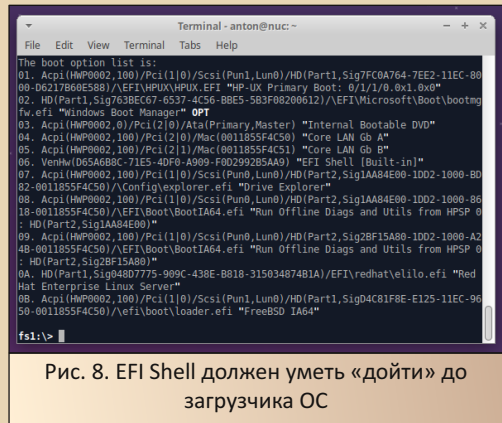 Terminal - anton@nuc: ~
File Edit View Terminal Tabs Help
The boot option list is:
01. Acpi(HWP0002,100)/Pci(1|0)/Scsi(Pun1,Lun0)/HD(Part1,Sig7FC0A764-7EE2-11EC-80
00-D6217B60E588)/\EFI\HPUX\HPUX.EFI "HP-UX Primary Boot: 0/1/1/0.0x1.0x0"
02. HD(Part1,Sig763BEC67-6537-4C56-BBE5-5B3F08200612)/\EFI\Microsoft\Boot\bootmg
fw.efi "Windows Boot Manager" OPT
03. Acpi(HWP0002,0)/Pci(2|0)/Ata(Primary,Master) "Internal Bootable DVD"
04. Acpi(HWP0002,100)/Pci(2|0)/Mac(0011855F4C50) "Core LAN Gb A"
05. Acpi(HWP0002,100)/Pci(2|1)/Mac(0011855F4C51) "Core LAN Gb B"
06. VenHw(D65A6B8C-71E5-4DF0-A909-F0D2992B5AA9) "EFI Shell [Built-in]"
07. Acpi(HWP0002,100)/Pci(1|0)/Scsi(Pun0,Lun0)/HD(Part2,Sig1AA84E00-1DD2-1000-BD
82-0011855F4C50)/\Config\explorer.efi "Drive Explorer"
08. Acpi(HWP0002,100)/Pci(1|0)/Scsi(Pun0,Lun0)/HD(Part2,Sig1AA84E00-1DD2-1000-86
18-0011855F4C50)/\EFI\Boot\BootIA64.efi "Run Offline Diags and Utils from HPSP 0
: HD(Part2,Sig1AA84E00)"
09. Acpi(HWP0002,100)/Pci(1|0)/Scsi(Pun0,Lun0)/HD(Part2,Sig2BF15A80-1DD2-1000-A2
4B-0011855F4C50)/\EFI\Boot\BootIA64.efi "Run Offline Diags and Utils from HPSP 0
: HD(Part2,Sig2BF15A80)"
0A. HD(Part1,Sig048D7775-909C-438E-B818-315034874B1A)/EFI\redhat\elilo.efi "Red
Hat Enterprise Linux Server"
0B. Acpi(HWP0002,100)/Pci(1|0)/Scsi(Pun1,Lun0)/HD(Part1,SigD4C81F8E-E125-11EC-96
50-0011855F4C50)/\efi\boot\loader.efi "FreeBSD IA64"
fs1:\>
Рис. 8. EFI Shell должен уметь «дойти» до
загрузчика ОС